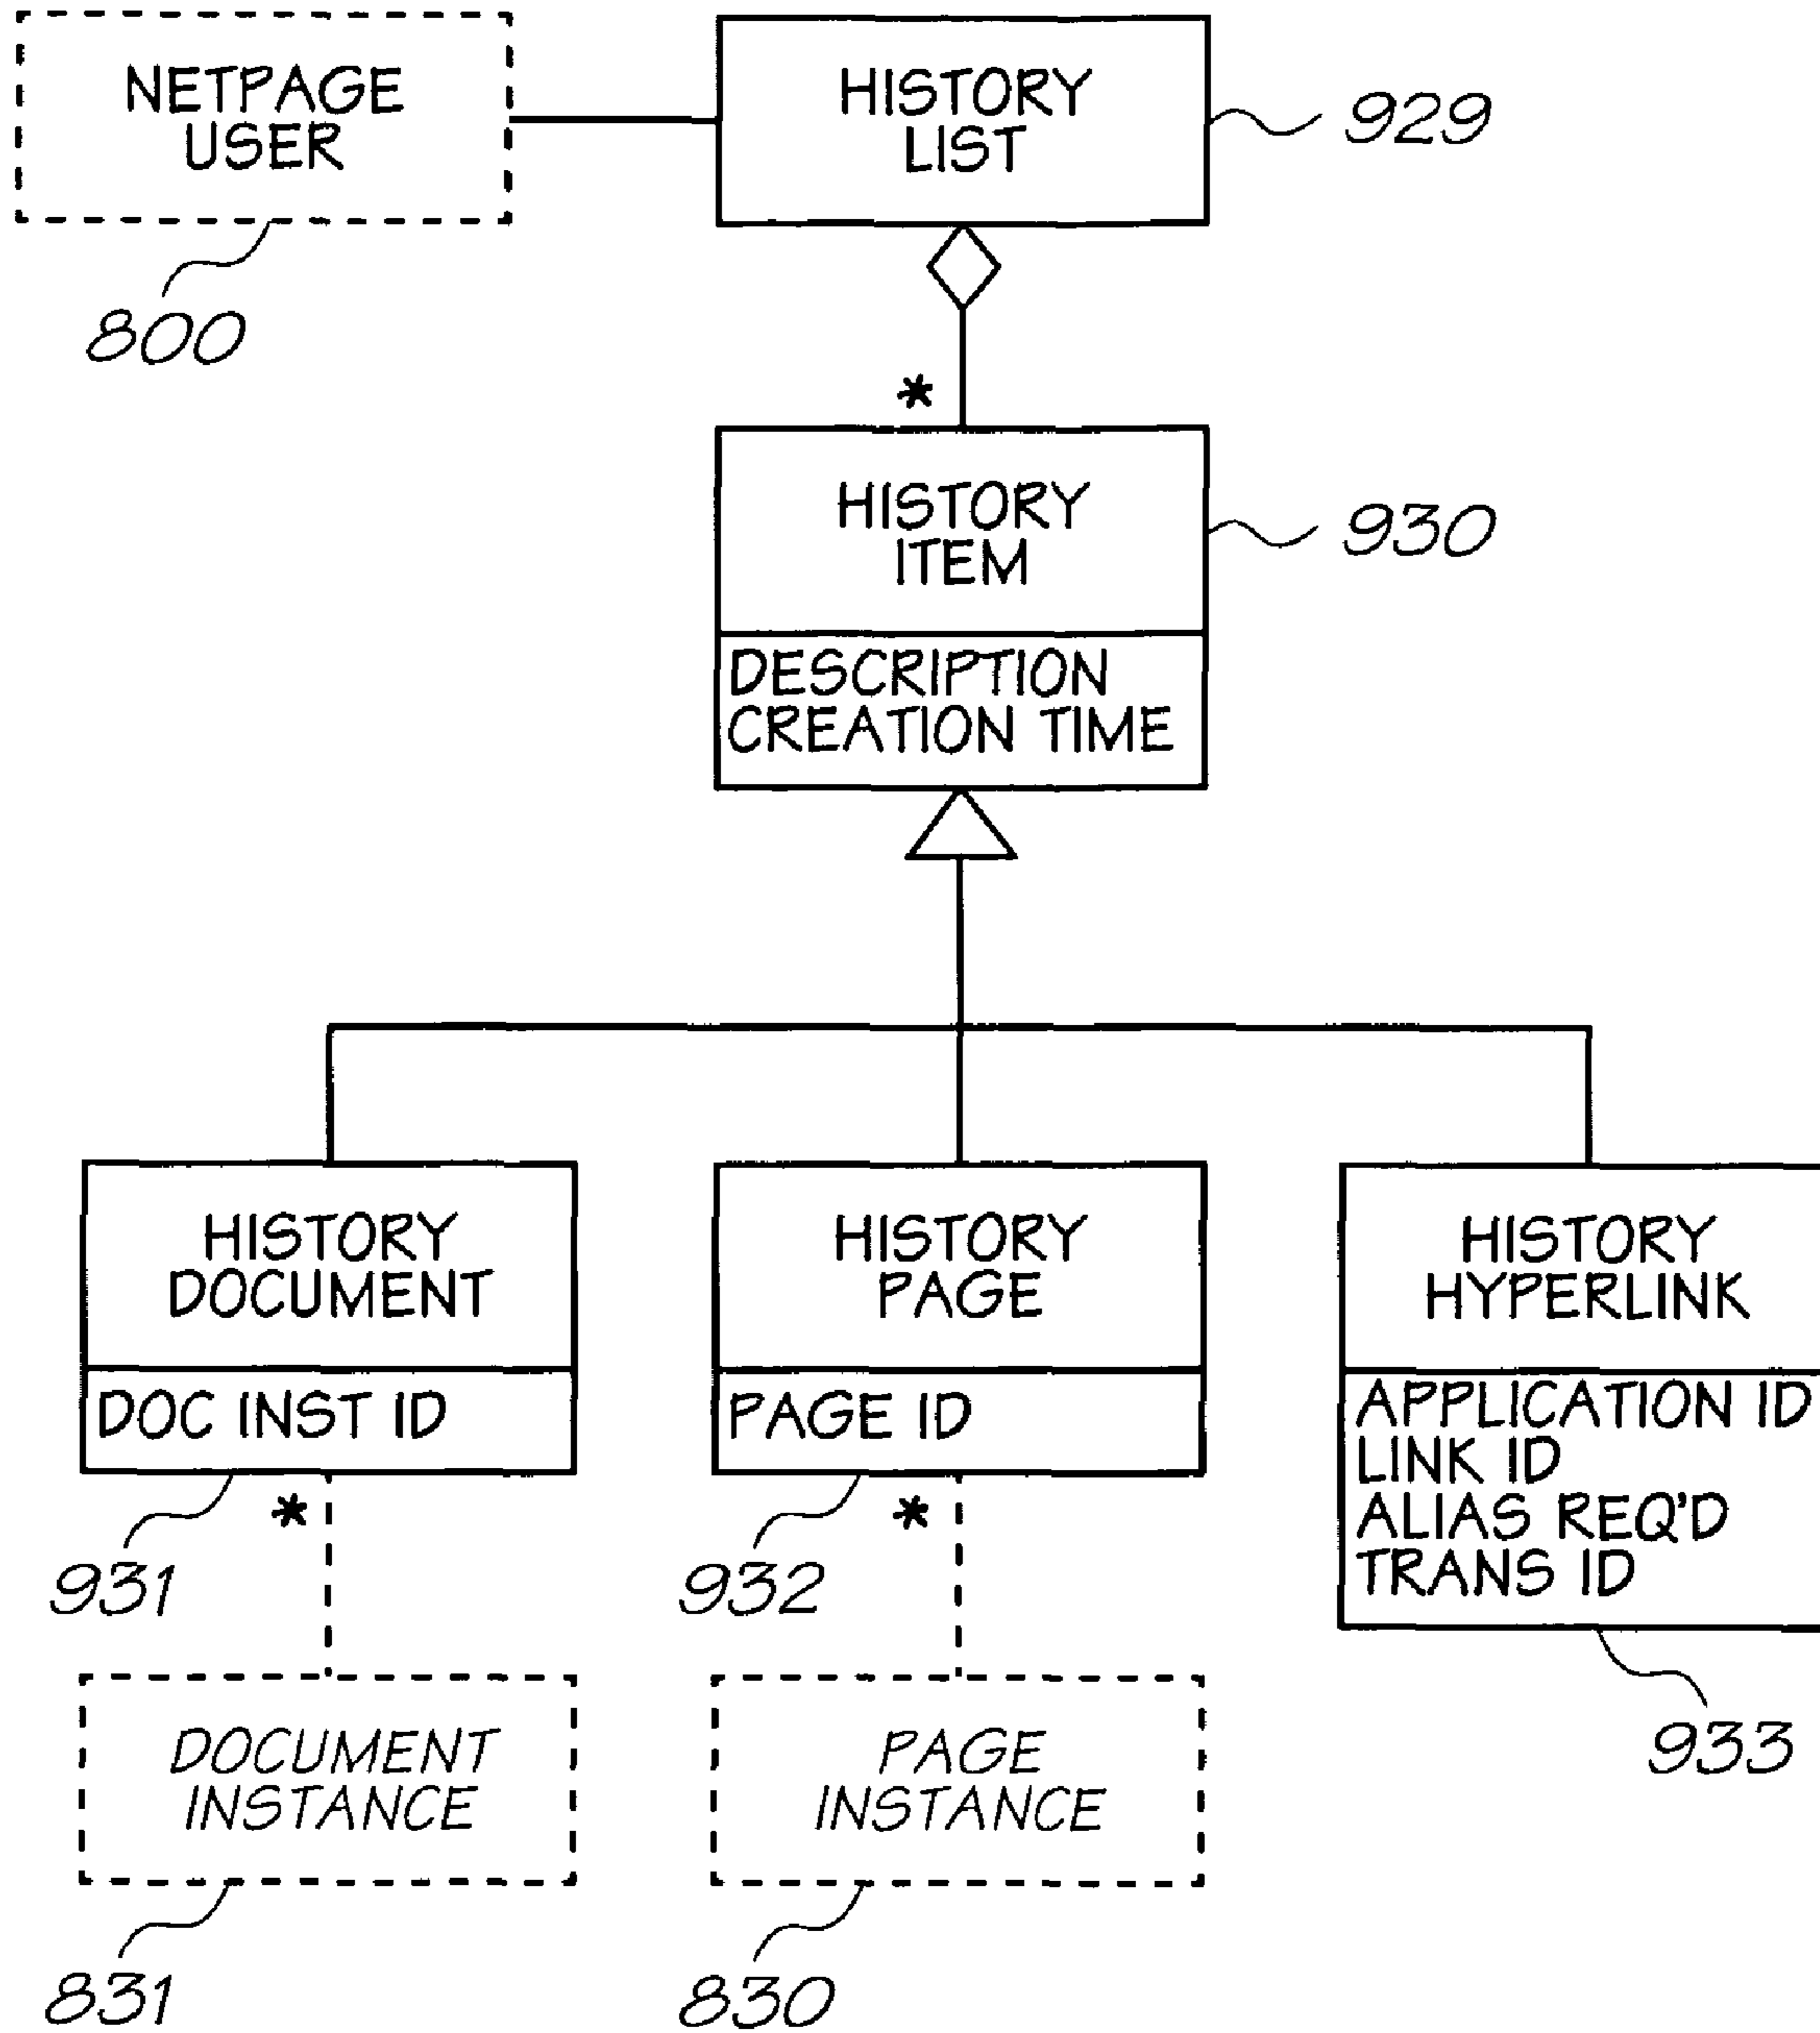 NETPAGE
USER
800
HISTORY
LIST
929
*
HISTORY
ITEM
930
DESCRIPTION
CREATION TIME
HISTORY
DOCUMENT
DOC INST ID
931
*
HISTORY
PAGE
PAGE ID
932
*
HISTORY
HYPERLINK
APPLICATION ID
LINK ID
ALIAS REQ'D
TRANS ID
933
DOCUMENT
INSTANCE
831
PAGE
INSTANCE
830